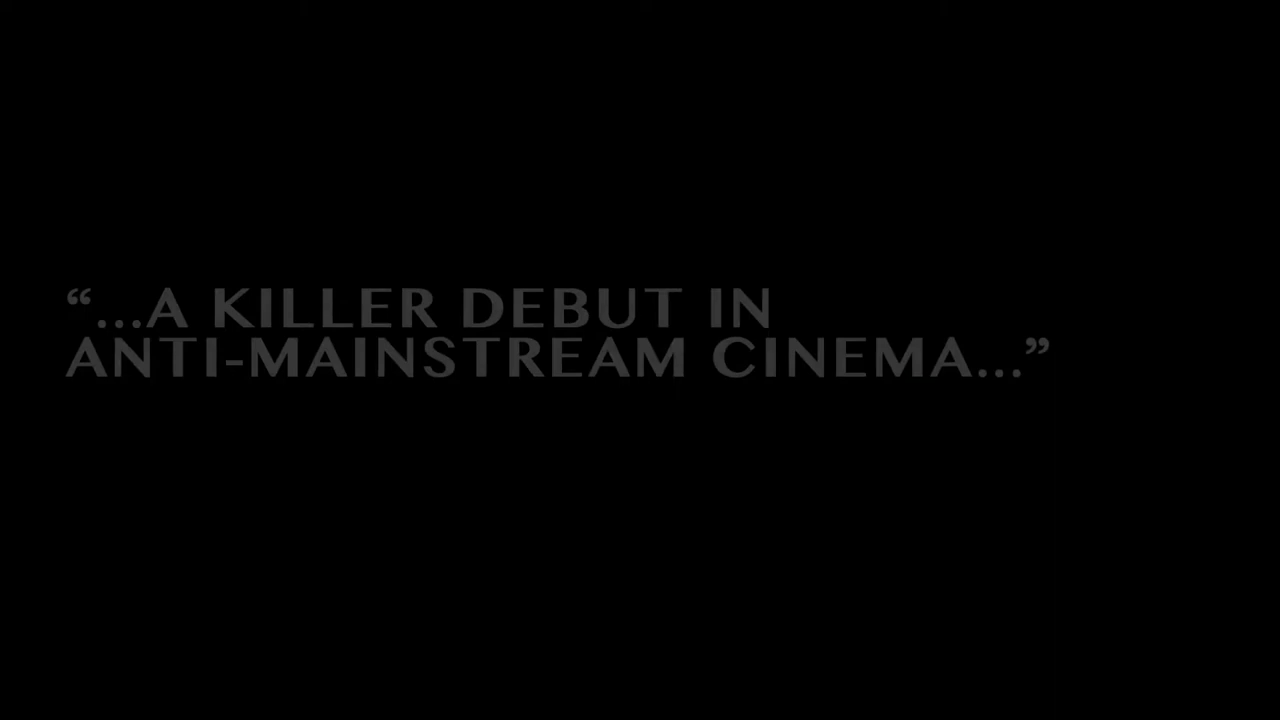 “...A KILLER DEBUT IN
ANTI-MAINSTREAM CINEMA...”